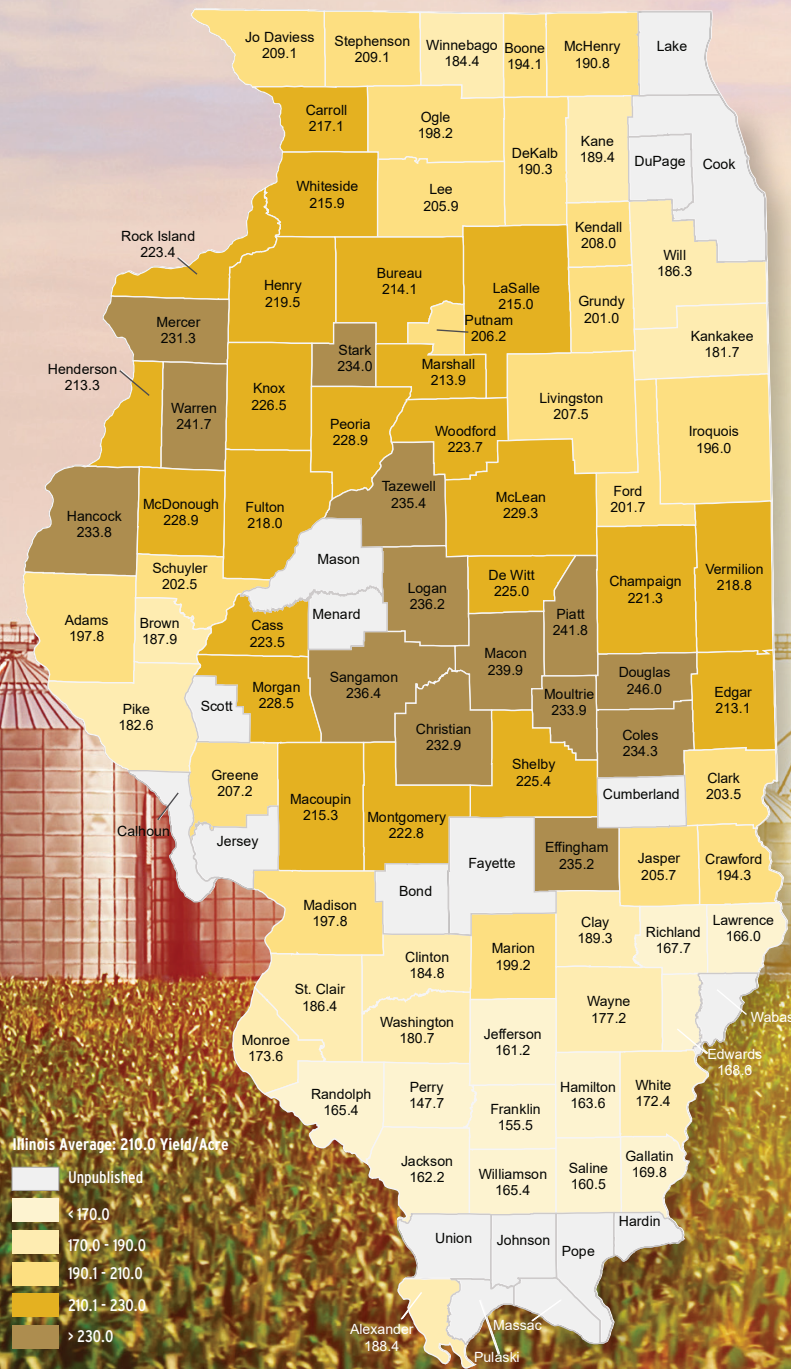 Jo Daviess
209.1
Stephenson
209.1
Winnebago
184.4
Boone
194.1
McHenry
190.8
Lake
Carroll
217.1
Ogle
198.2
DeKalb
190.3
Kane
189.4
DuPage
Cook
Whiteside
215.9
Lee
205.9
Kendall
208.0
Will
186.3
Rock Island
223.4
Henry
219.5
Bureau
214.1
LaSalle
215.0
Grundy
201.0
Putnam
206.2
Kankakee
181.7
Mercer
231.3
Stark
234.0
Marshall
213.9
Henderson
213.3
Warren
241.7
Knox
226.5
Peoria
228.9
Woodford
223.7
Livingston
207.5
Iroquois
196.0
Hancock
233.8
McDonough
228.9
Fulton
218.0
Tazewell
235.4
McLean
229.3
Ford
201.7
Mason
Schuyler
202.5
Logan
236.2
De Witt
225.0
Champaign
221.3
Vermilion
218.8
Adams
197.8
Brown
187.9
Cass
223.5
Menard
Piatt
241.8
Macon
239.9
Sangamon
236.4
Douglas
246.0
Moultrie
233.9
Edgar
213.1
Pike
182.6
Scott
Morgan
228.5
Christian
232.9
Coles
234.3
Shelby
225.4
Greene
207.2
Macoupin
215.3
Montgomery
222.8
Cumberland
Clark
203.5
Calhoun
Jersey
Fayette
Effingham
235.2
Jasper
205.7
Crawford
194.3
Madison
197.8
Bond
Clay
189.3
Richland
167.7
Lawrence
166.0
Clinton
184.8
Marion
199.2
St. Clair
186.4
Wayne
177.2
Wabas
Washington
180.7
Jefferson
161.2
Edwards
168.6
Monroe
173.6
Randolph
165.4
Perry
147.7
Hamilton
163.6
White
172.4
Franklin
155.5
Jackson
162.2
Williamson
165.4
Saline
160.5
Gallatin
169.8
Union
Johnson
Pope
Hardin
Alexander
188.4
Pulaski
Massac
Illinois Average: 210.0 Yield/Acre
Unpublished
< 170.0
170.0 - 190.0
190.1 - 210.0
210.1 - 230.0
> 230.0